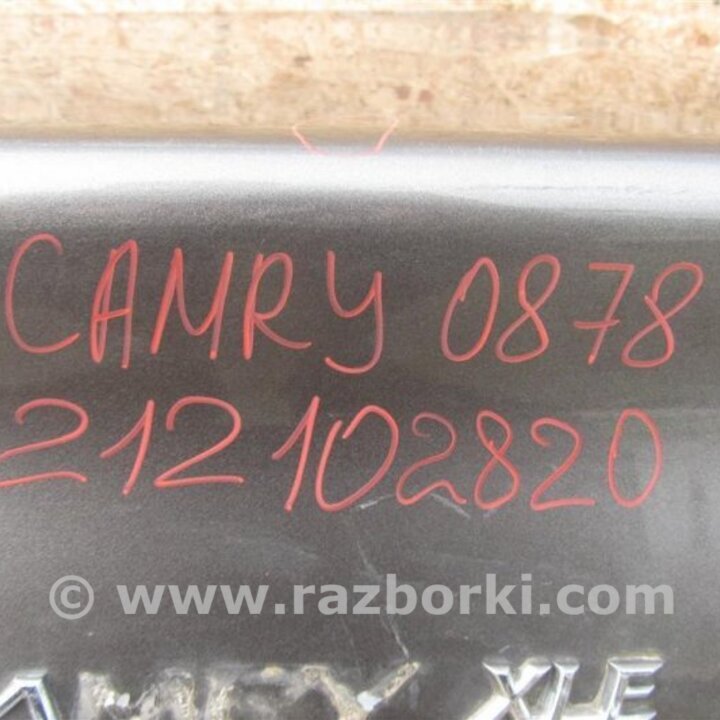 CAMRY 0878
212102820
© www.razborki.com
CAMRY XLE